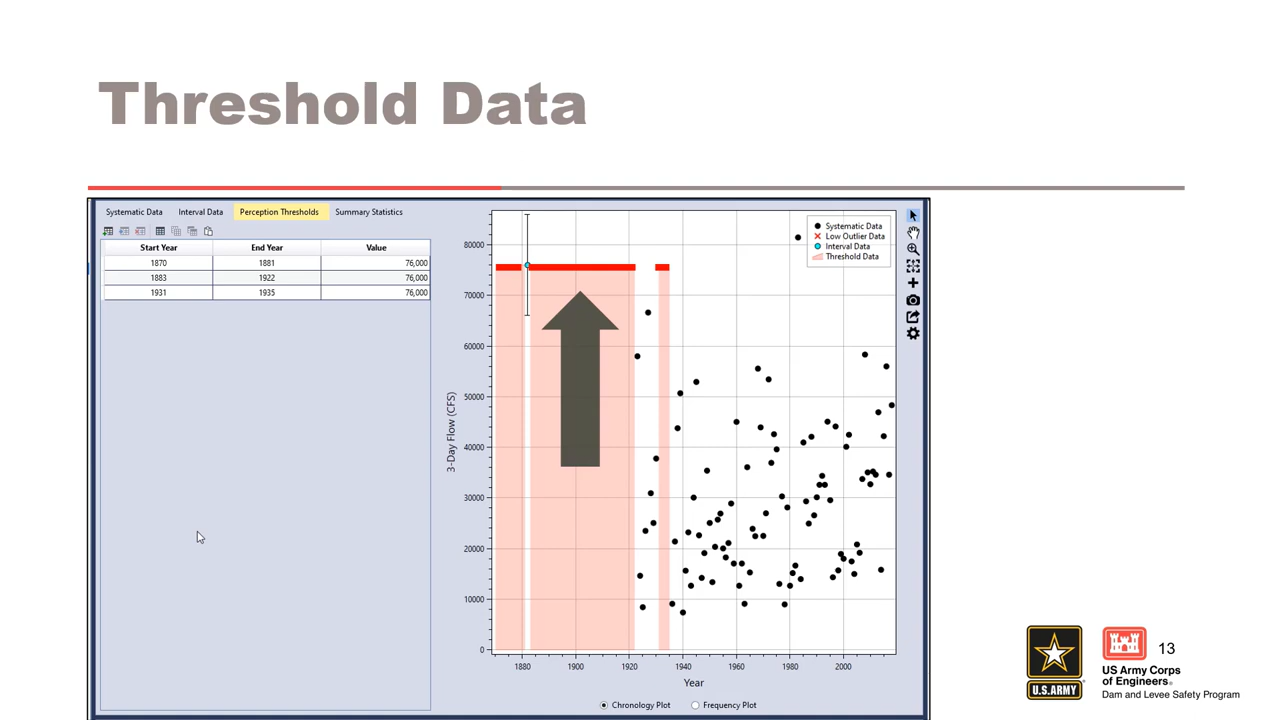 Threshold Data
Systematic Data Interval Data Perception Thresholds Summary Statistics
Start Year End Year Value
1870 1881 76,000
1883 1922 76,000
1931 1935 76,000
Systematic Data
Low Outlier Data
Interval Data
Threshold Data
80000
70000
60000
50000
40000
30000
20000
10000
0
3-Day Flow (CFS)
1880 1900 1920 1940 1960 1980 2000
Year
Chronology Plot Frequency Plot
U.S.ARMY
13
US Army Corps
of Engineers®
Dam and Levee Safety Program